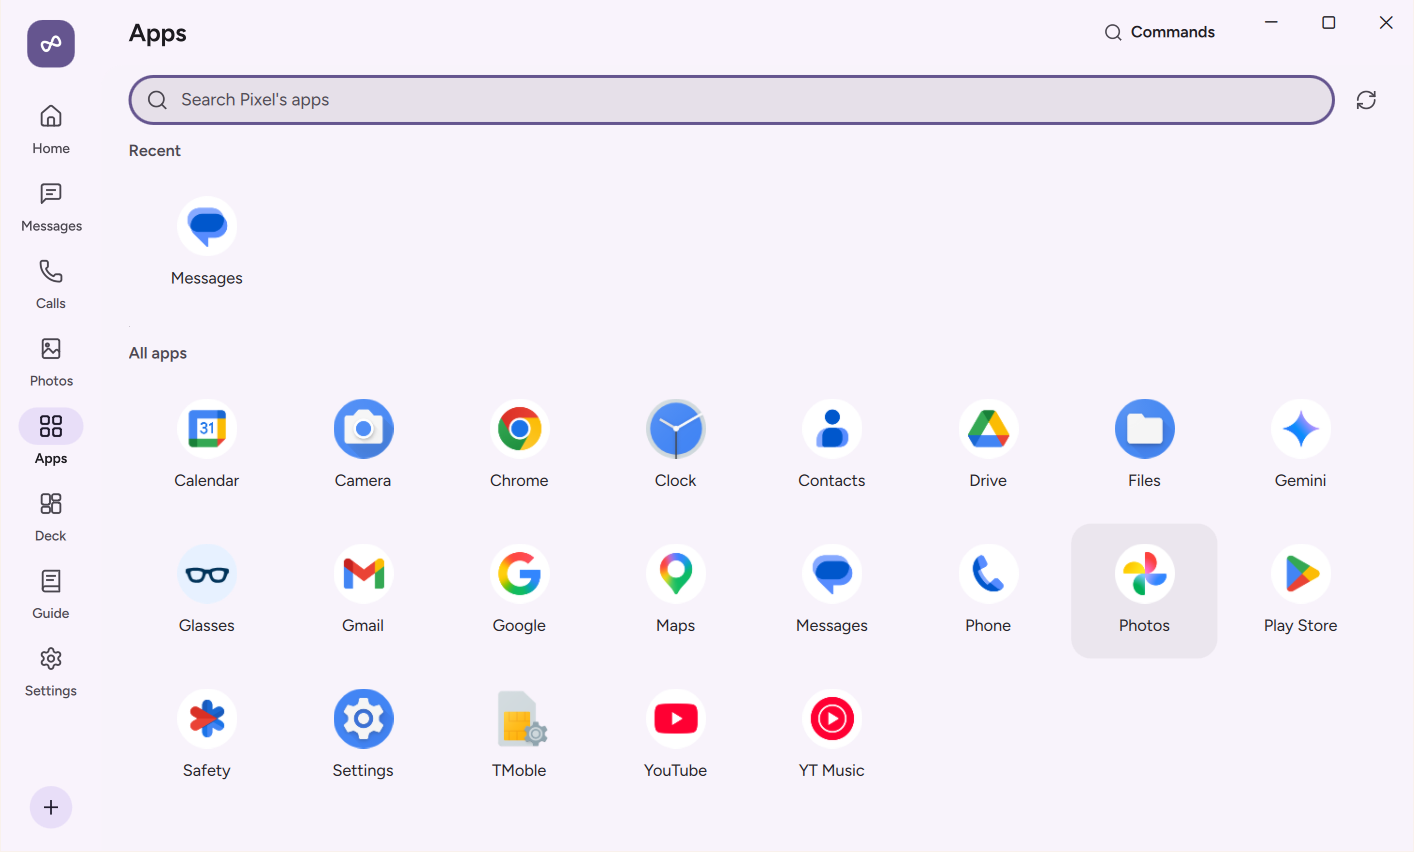 Apps
Commands
Search Pixel's apps
Home
Messages
Calls
Photos
Apps
Deck
Guide
Settings
Recent
Messages
All apps
31
Calendar
Camera
Chrome
Clock
Contacts
Drive
Files
Gemini
Glasses
Gmail
Google
Maps
Messages
Phone
Photos
Play Store
Safety
Settings
TMoble
YouTube
YT Music